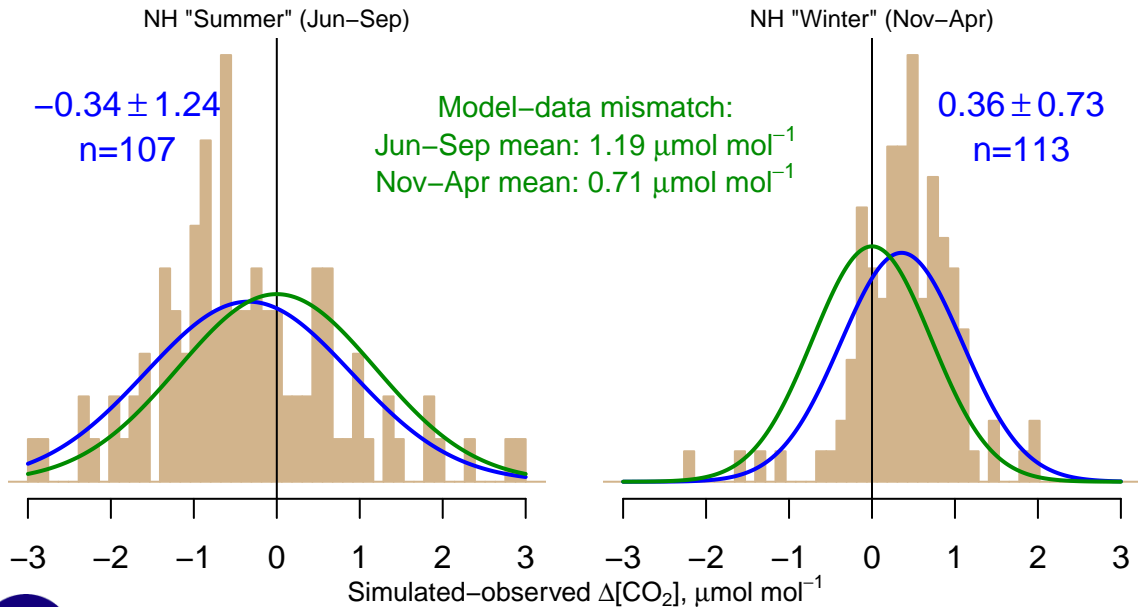 NH "Summer" (Jun−Sep)
−0.34 ± 1.24
n=107
Model−data mismatch:
Jun−Sep mean: 1.19 μmol mol⁻¹
Nov−Apr mean: 0.71 μmol mol⁻¹
NH "Winter" (Nov−Apr)
0.36 ± 0.73
n=113
−3 −2 −1 0 1 2 3
−3 −2 −1 0 1 2 3
Simulated−observed Δ[CO₂], μmol mol⁻¹